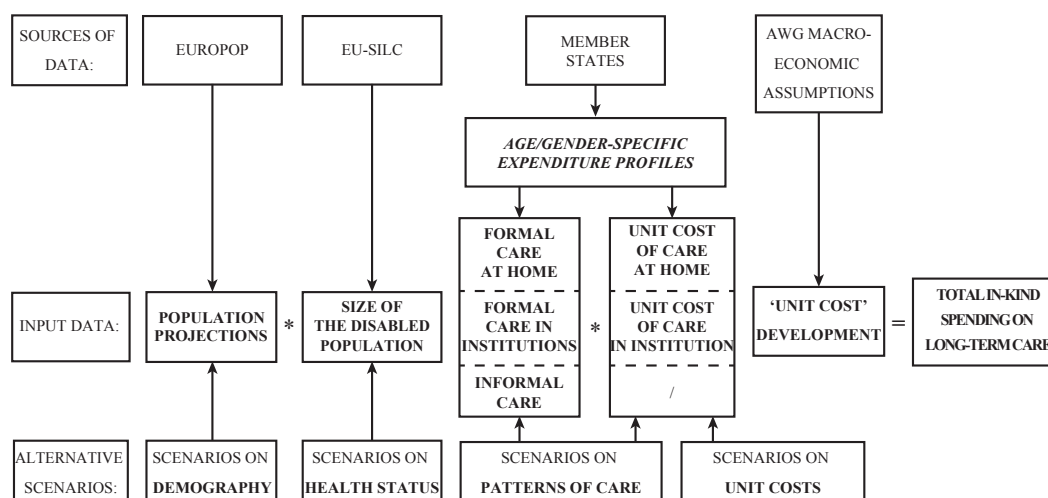 SOURCES OF
DATA:
EUROPOP
EU-SILC
MEMBER
STATES
AWG MACRO-
ECONOMIC
ASSUMPTIONS
AGE/GENDER-SPECIFIC
EXPENDITURE PROFILES
INPUT DATA:
POPULATION
PROJECTIONS
*
SIZE OF
THE DISABLED
POPULATION
FORMAL
CARE
AT HOME
FORMAL
CARE IN
INSTITUTIONS
INFORMAL
CARE
*
UNIT COST
OF CARE
AT HOME
UNIT COST
OF CARE
IN INSTITUTION
/
‘UNIT COST’
DEVELOPMENT
=
TOTAL IN-KIND
SPENDING ON
LONG-TERM CARE
ALTERNATIVE
SCENARIOS:
SCENARIOS ON
DEMOGRAPHY
SCENARIOS ON
HEALTH STATUS
SCENARIOS ON
PATTERNS OF CARE
SCENARIOS ON
UNIT COSTS